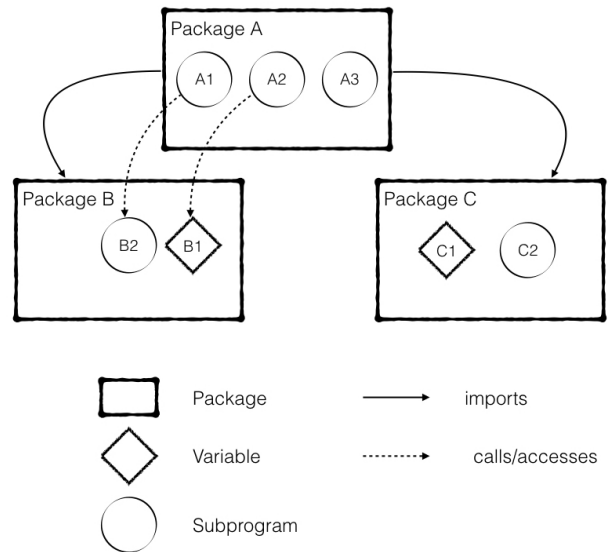 Package A
A1
A2
A3
Package B
B2
B1
Package C
C1
C2
Package
imports
Variable
calls/accesses
Subprogram